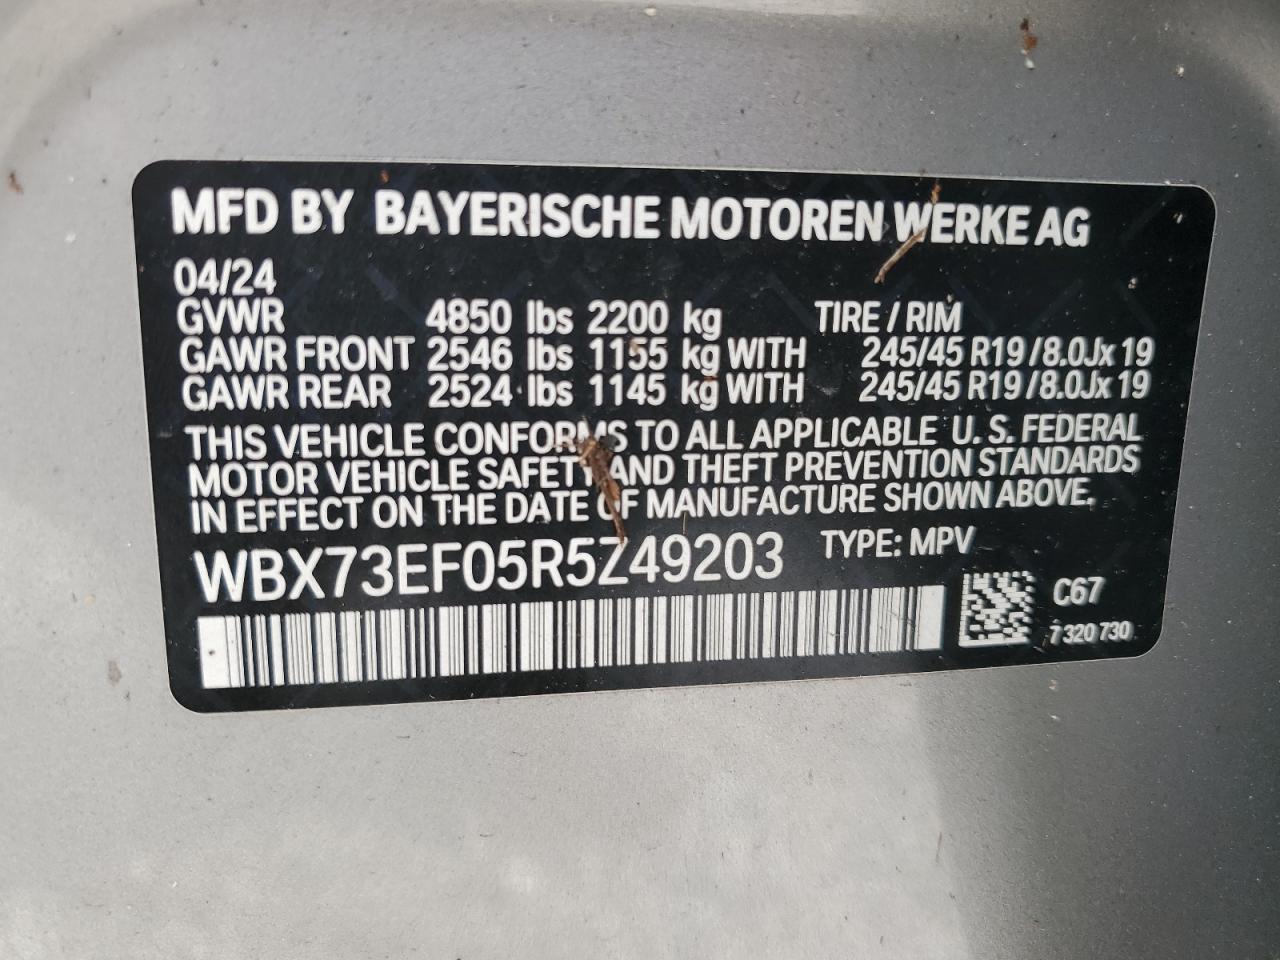 MFD BY BAYERISCHE MOTOREN WERKE AG
04/24
GVWR 4850 lbs 2200 kg TIRE / RIM
GAWR FRONT 2546 lbs 1155 kg WITH 245/45 R19 / 8.0Jx 19
GAWR REAR 2524 lbs 1145 kg WITH 245/45 R19 / 8.0Jx 19
THIS VEHICLE CONFORMS TO ALL APPLICABLE U. S. FEDERAL
MOTOR VEHICLE SAFETY AND THEFT PREVENTION STANDARDS
IN EFFECT ON THE DATE OF MANUFACTURE SHOWN ABOVE.
WBX73EF05R5Z49203 TYPE: MPV
C67
7 320 730